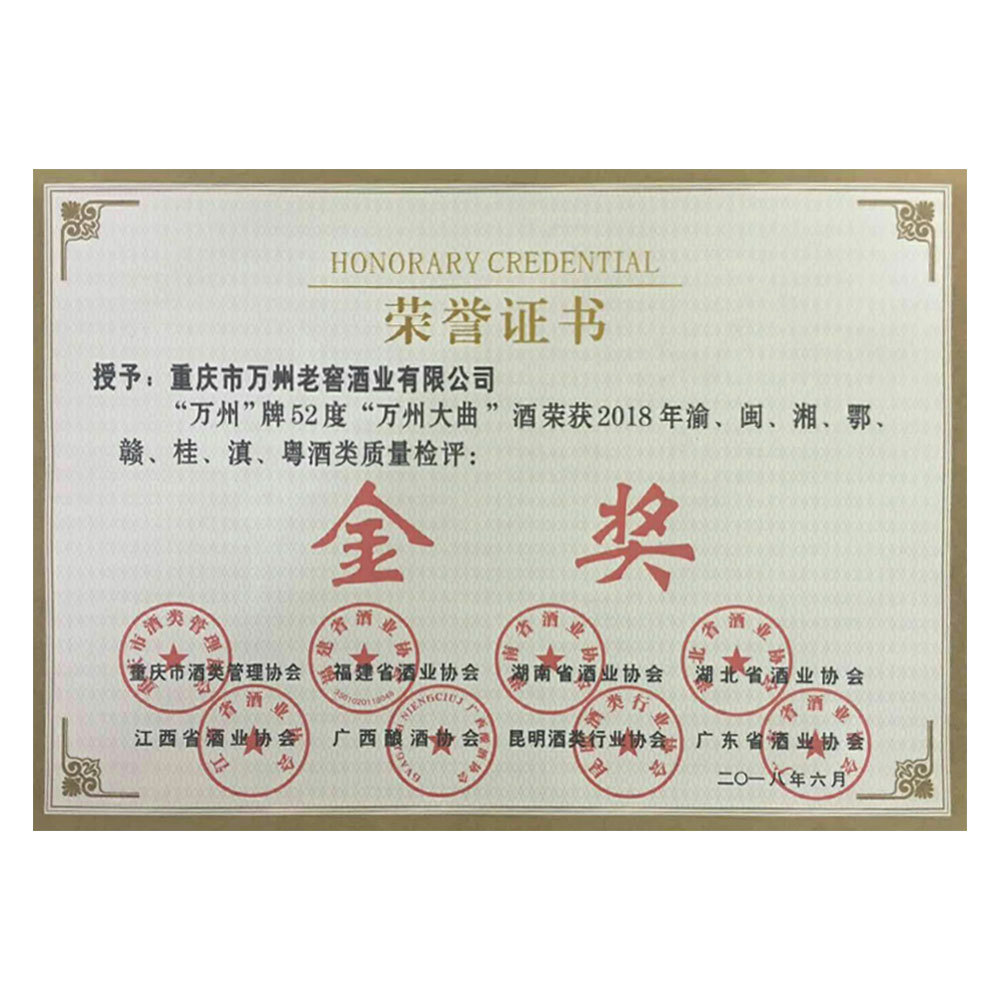 HONORARY CREDENTIAL
荣誉证书
授予：重庆市万州老窖酒业有限公司
“万州”牌52度“万州大曲”酒荣获2018年渝、闽、湘、鄂、
赣、桂、滇、粤酒类质量检评：
金 奖
重庆市酒类管理协会 福建省酒业协会 湖南省酒业协会 湖北省酒业协会
江西省酒业协会 广西酿酒协会 昆明酒类行业协会 广东省酒业协会
二〇一八年六月